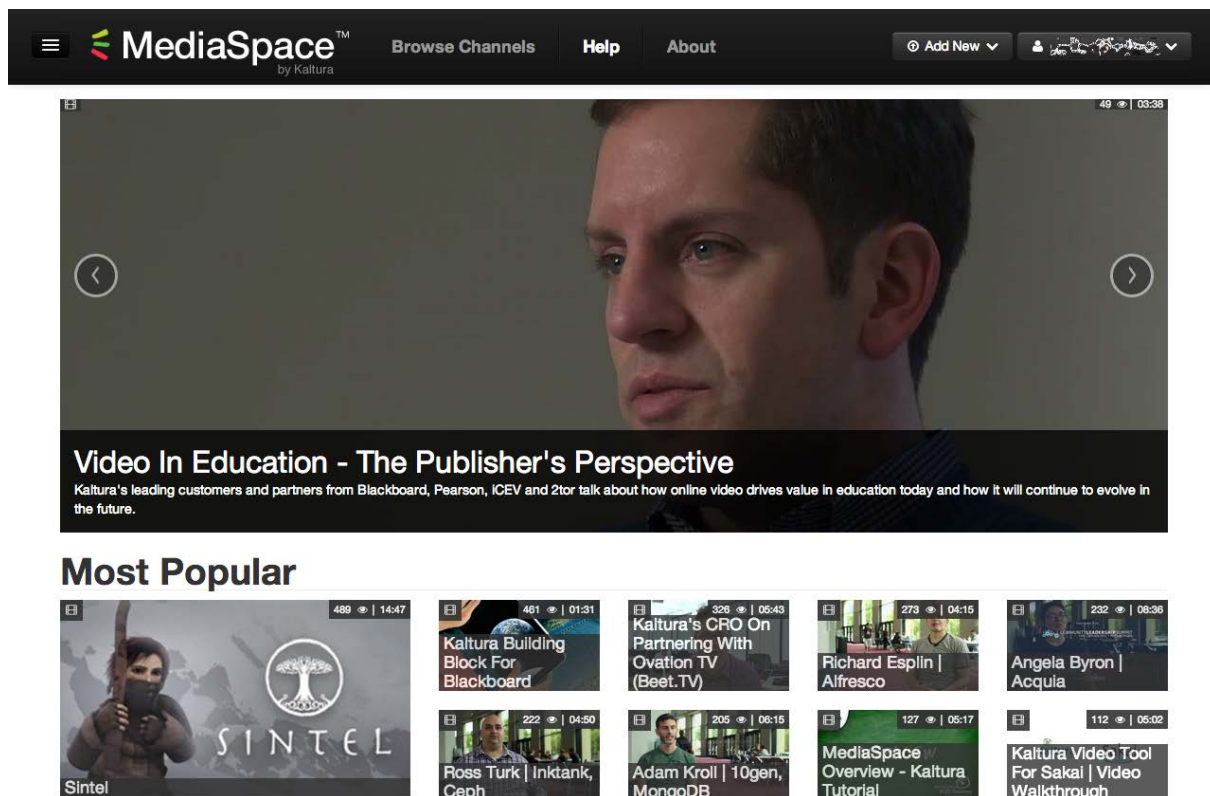 MediaSpace™
by Kaltura
Browse Channels
Help
About
Add New
49 | 03:38
Video In Education - The Publisher's Perspective
Kaltura's leading customers and partners from Blackboard, Pearson, iCEV and 2tor talk about how online video drives value in education today and how it will continue to evolve in
the future.
Most Popular
489 | 14:47
SINTEL
Sintel
461 | 01:31
Kaltura Building
Block For
Blackboard
326 | 05:43
Kaltura's CRO On
Partnering With
Ovation TV
(Beet.TV)
273 | 04:15
Richard Esplin |
Alfresco
232 | 08:36
COMMUNITYLEADERSHIPSUMMIT
Angela Byron |
Acquia
222 | 04:50
Ross Turk | Inktank,
Ceph
205 | 06:15
Adam Kroll | 10gen,
MongoDB
127 | 05:17
MediaSpace
Overview - Kaltura
Tutorial
112 | 05:02
Kaltura Video Tool
For Sakai | Video
Walkthrough